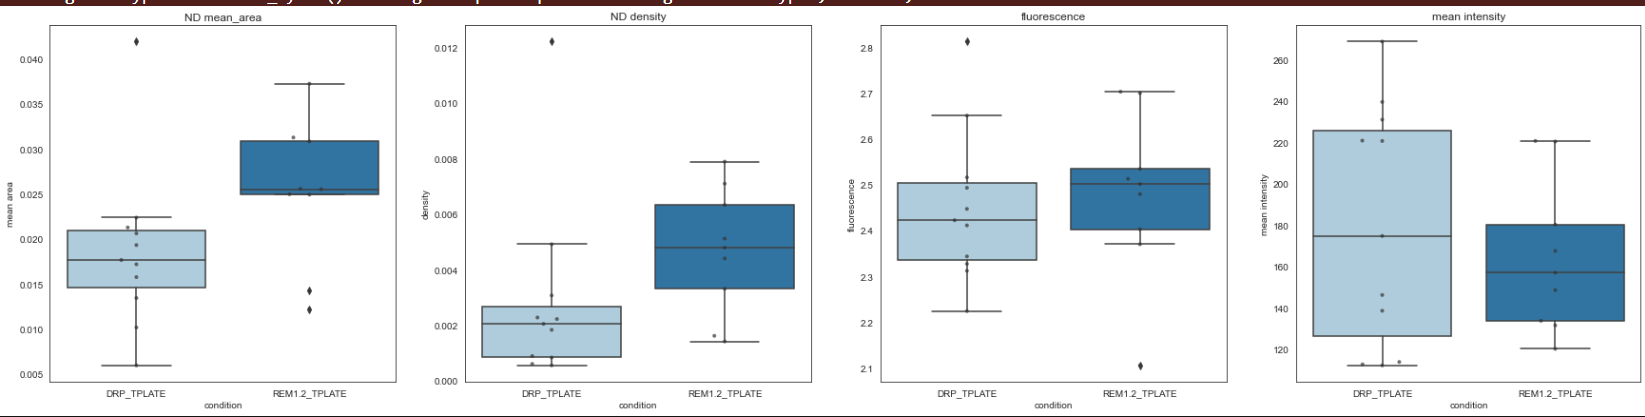 ND mean_area
mean area
0.040
0.035
0.030
0.025
0.020
0.015
0.010
0.005
DRP_TPLATE REM1.2_TPLATE
condition
ND density
density
0.012
0.010
0.008
0.006
0.004
0.002
0.000
DRP_TPLATE REM1.2_TPLATE
condition
fluorescence
fluorescence
2.8
2.7
2.6
2.5
2.4
2.3
2.2
2.1
DRP_TPLATE REM1.2_TPLATE
condition
mean intensity
mean intensity
260
240
220
200
180
160
140
120
DRP_TPLATE REM1.2_TPLATE
condition